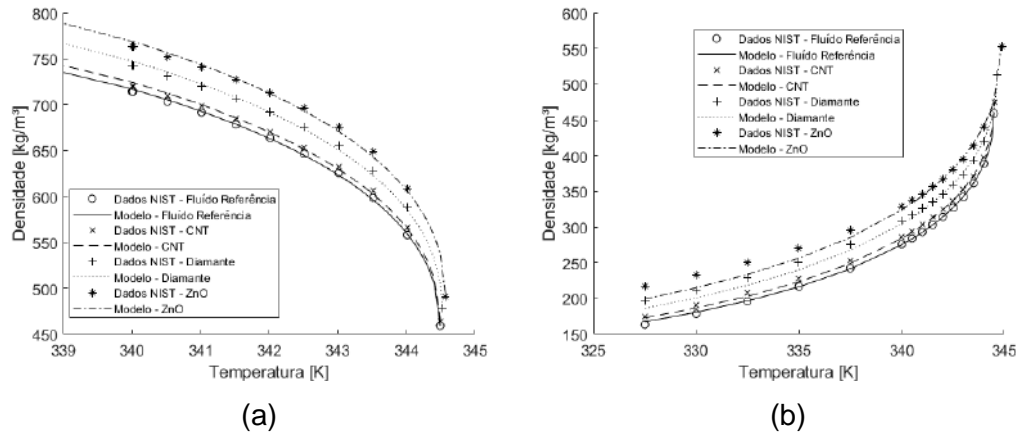 800
750
700
650
600
550
500
450
Densidade [kg/m³]
Dados NIST - Fluído Referência
Modelo - Fluído Referência
Dados NIST - CNT
Modelo - CNT
Dados NIST - Diamante
Modelo - Diamante
Dados NIST - ZnO
Modelo - ZnO
339 340 341 342 343 344 345
Temperatura [K]
(a)
600
550
500
450
400
350
300
250
200
150
Densidade [kg/m³]
Dados NIST - Fluído Referência
Modelo - Fluído Referência
Dados NIST - CNT
Modelo - CNT
Dados NIST - Diamante
Modelo - Diamante
Dados NIST - ZnO
Modelo - ZnO
325 330 335 340 345
Temperatura [K]
(b)